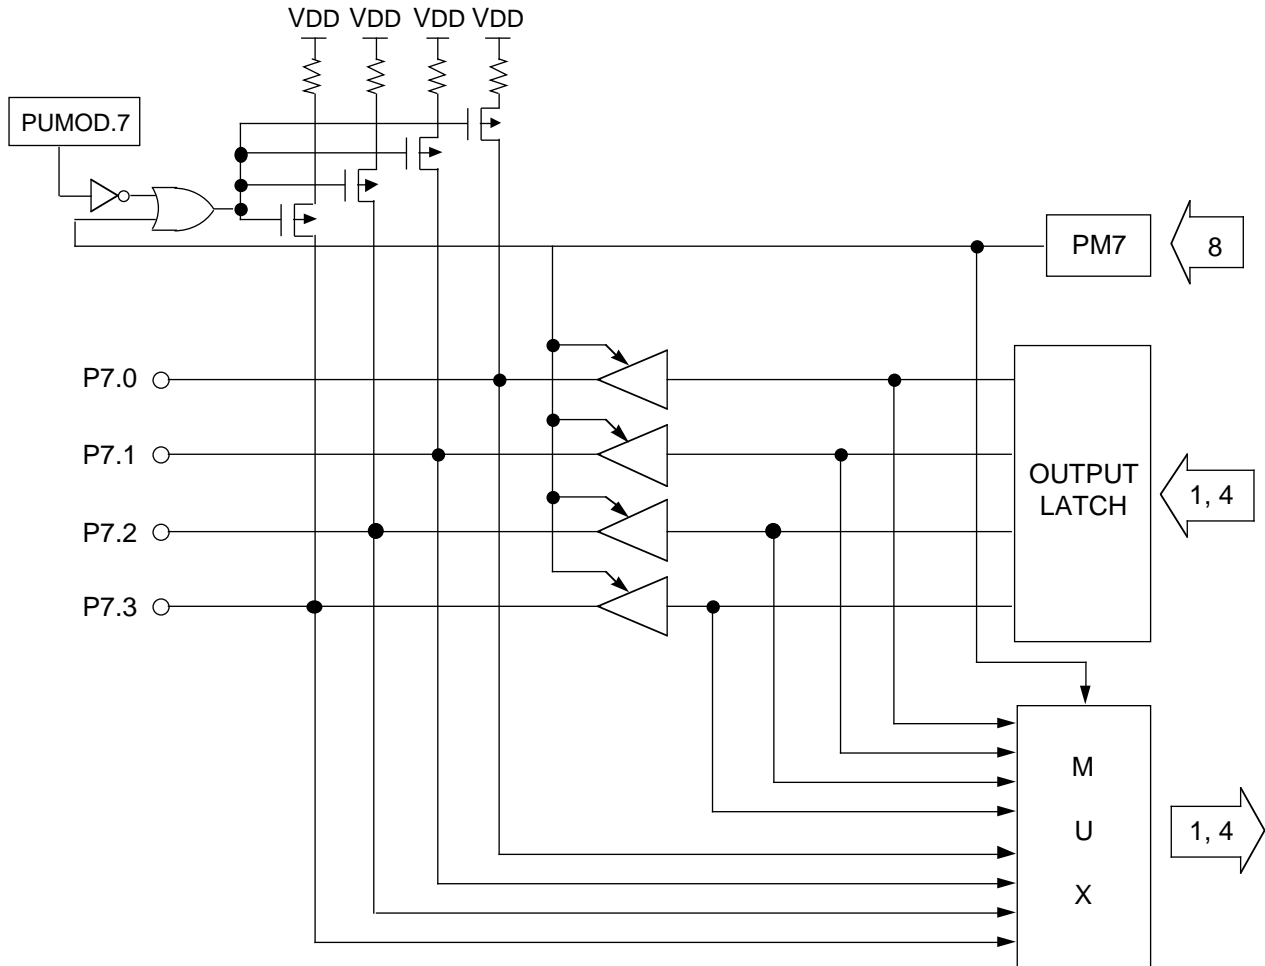 VDD VDD VDD VDD
PUMOD.7
PM7
8
P7.0
P7.1
P7.2
P7.3
OUTPUT
LATCH
1, 4
M
U
X
1, 4